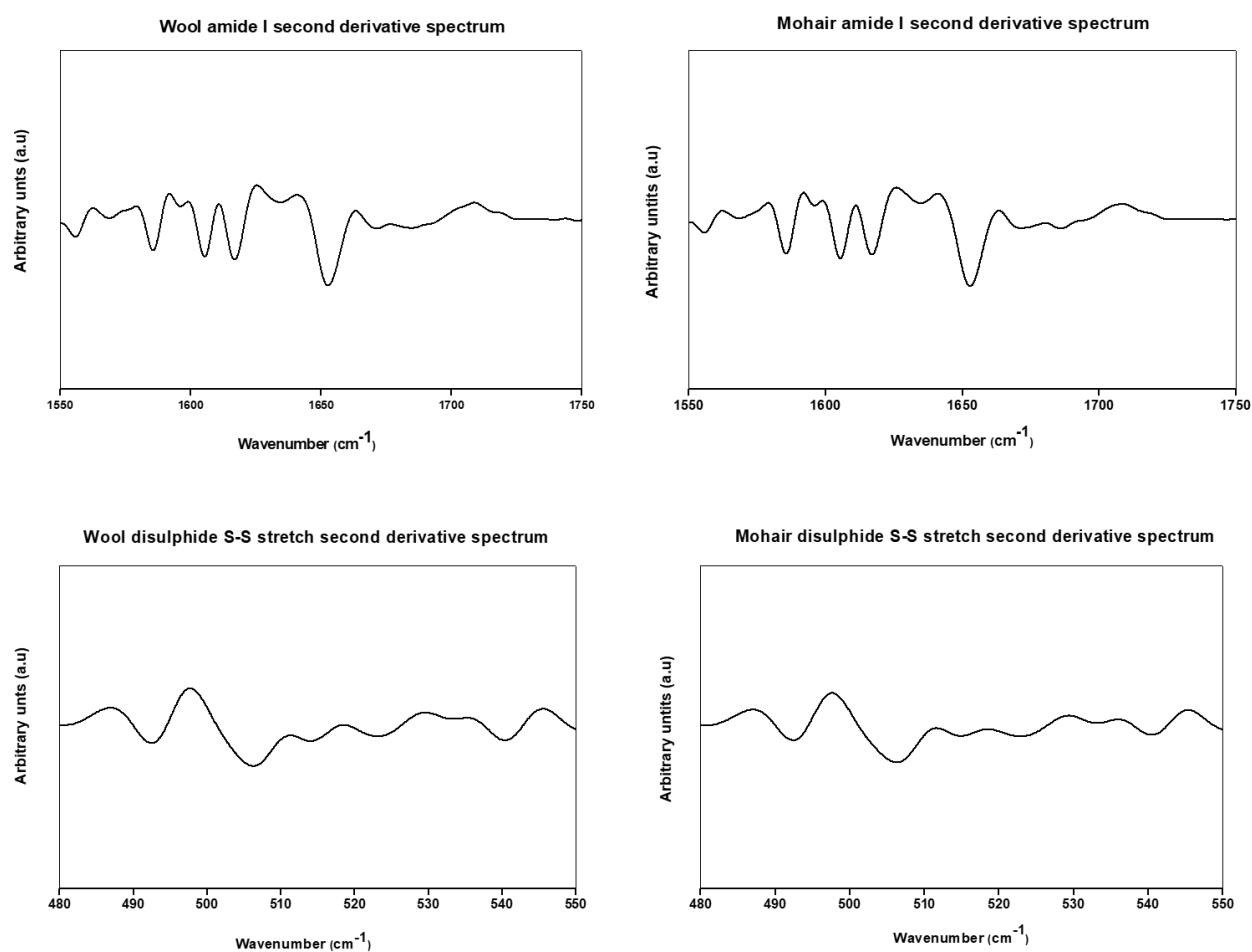 Wool amide I second derivative spectrum
Arbitrary unts (a.u)
1550 1600 1650 1700 1750
Wavenumber (cm-1)
Mohair amide I second derivative spectrum
Arbitrary untits (a.u)
1550 1600 1650 1700 1750
Wavenumber (cm-1)
Wool disulphide S-S stretch second derivative spectrum
Arbitrary unts (a.u)
480 490 500 510 520 530 540 550
Wavenumber (cm-1)
Mohair disulphide S-S stretch second derivative spectrum
Arbitrary untits (a.u)
480 490 500 510 520 530 540 550
Wavenumber (cm-1)